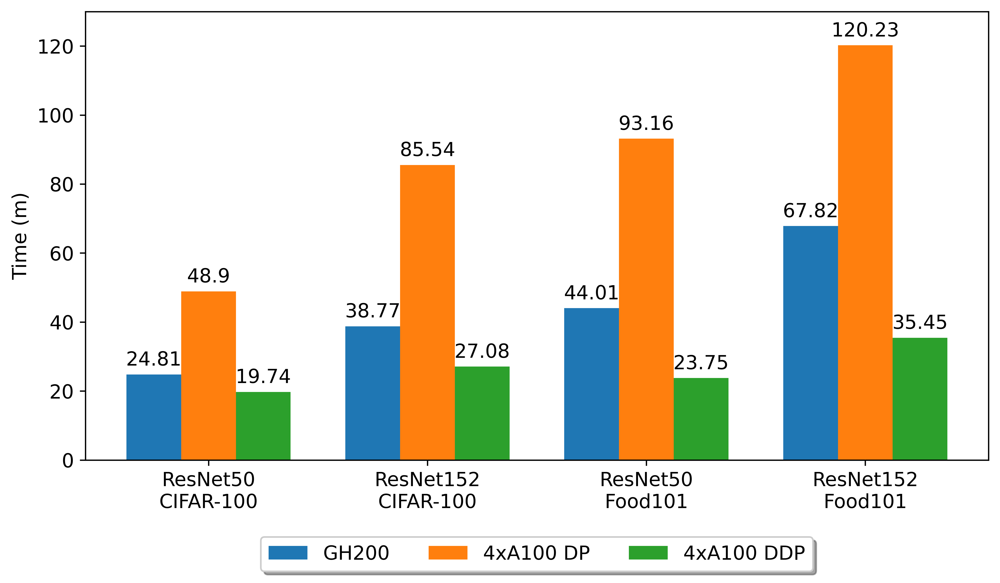 Time (m)
120
100
80
60
40
20
0
24.81
48.9
19.74
38.77
85.54
27.08
44.01
93.16
23.75
67.82
120.23
35.45
ResNet50
CIFAR-100
ResNet152
CIFAR-100
ResNet50
Food101
ResNet152
Food101
GH200
4xA100 DP
4xA100 DDP